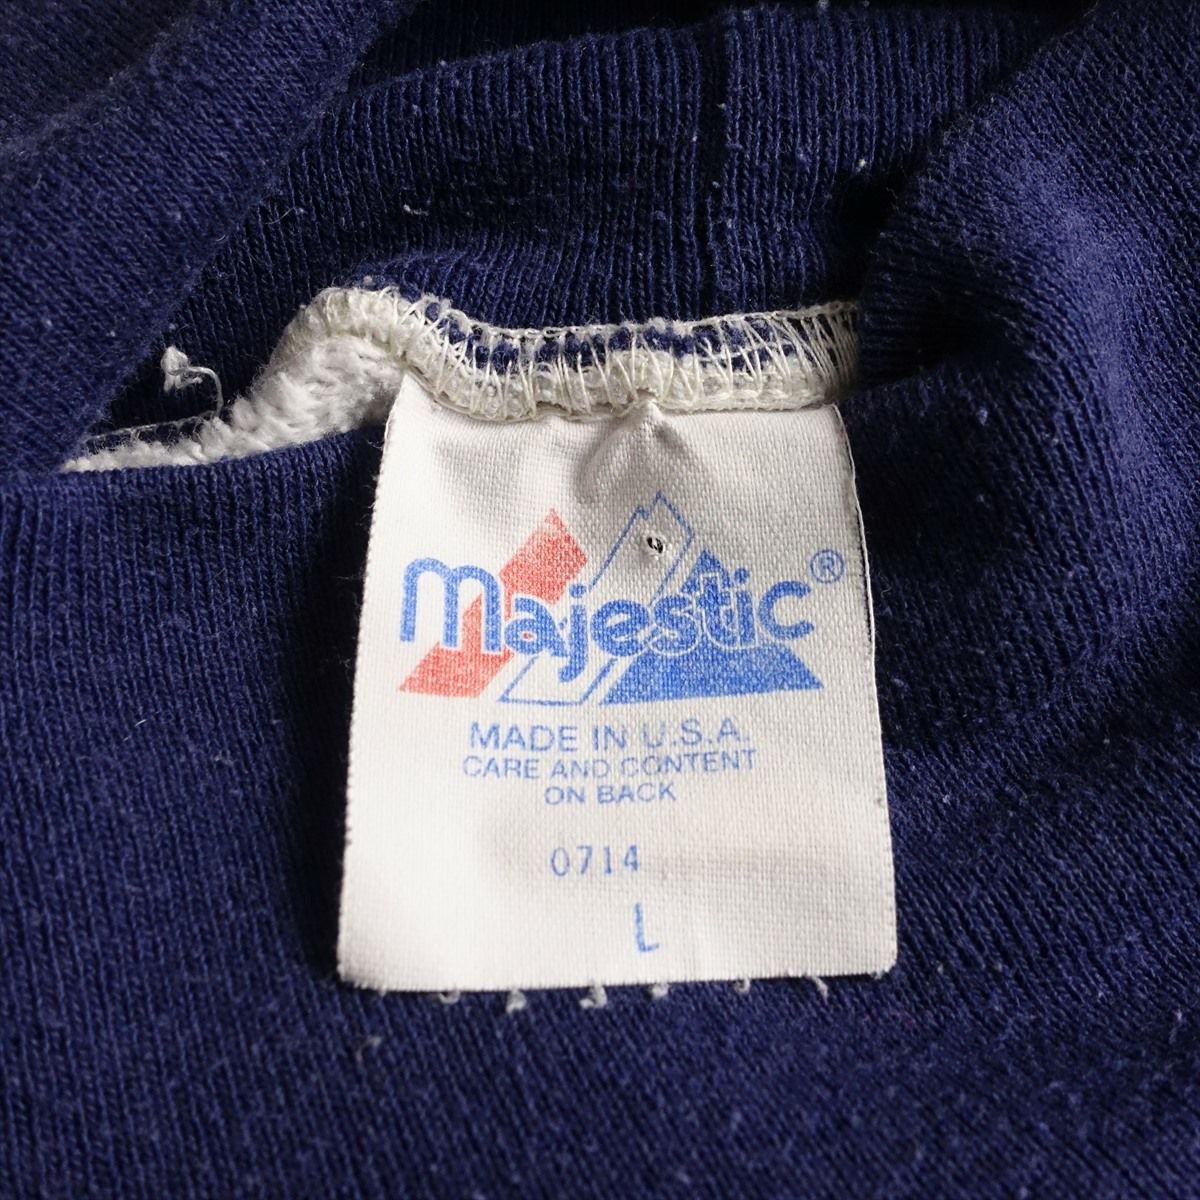 majestic®
MADE IN U.S.A.
CARE AND CONTENT
ON BACK
0714
L